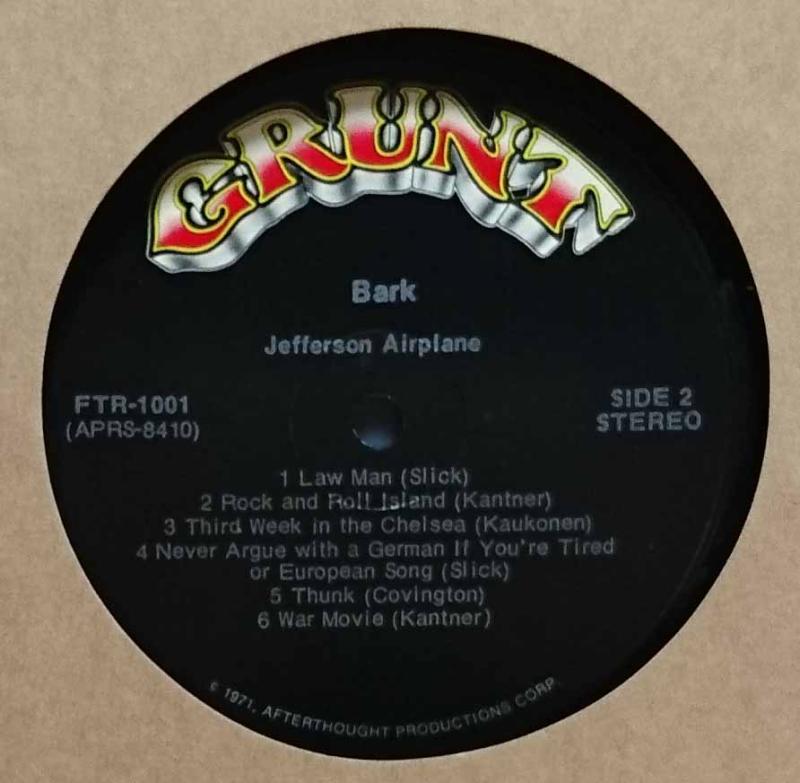 GRUNT
Bark
Jefferson Airplane
FTR-1001
(APRS-8410)
SIDE 2
STEREO
1 Law Man (Slick)
2 Rock and Roll Island (Kantner)
3 Third Week in the Chelsea (Kaukonen)
4 Never Argue with a German If You're Tired
or European Song (Slick)
5 Thunk (Covington)
6 War Movie (Kantner)
© 1971, AFTERTHOUGHT PRODUCTIONS CORP.